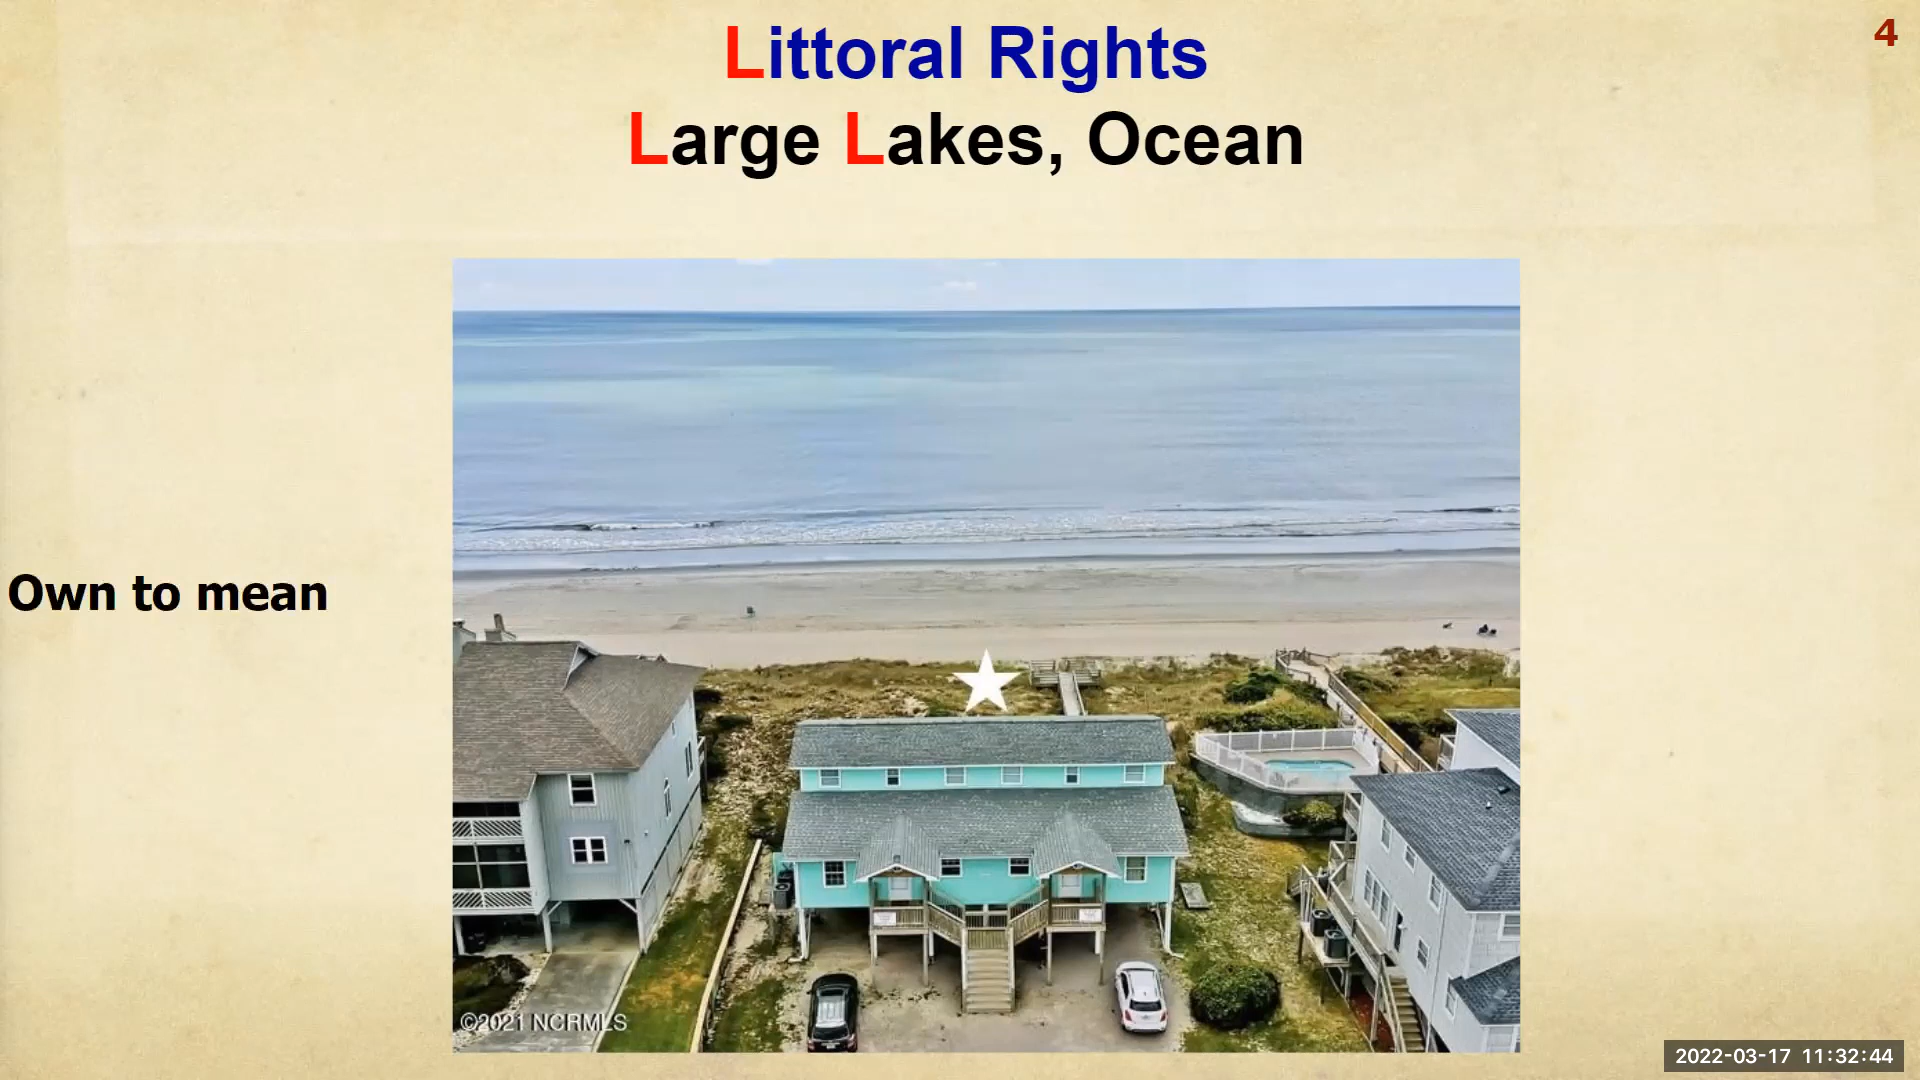 Littoral Rights
4
Large Lakes, Ocean
Own to mean
©2021 NCRMLS
2022-03-17 11:32:44